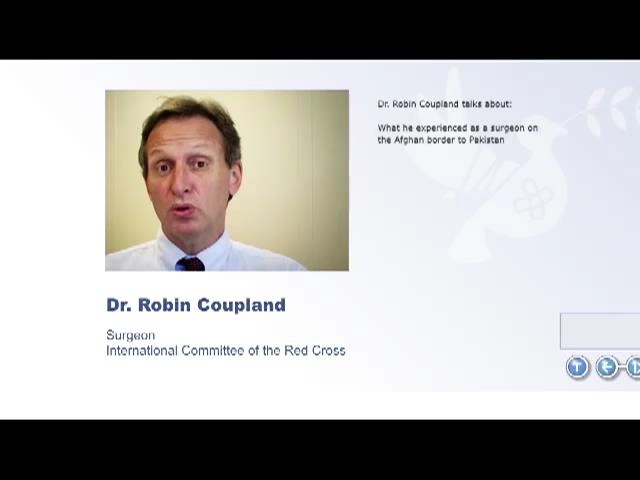 Dr. Robin Coupland talks about:
What he experienced as a surgeon on
the Afghan border to Pakistan
Dr. Robin Coupland
Surgeon
International Committee of the Red Cross
T